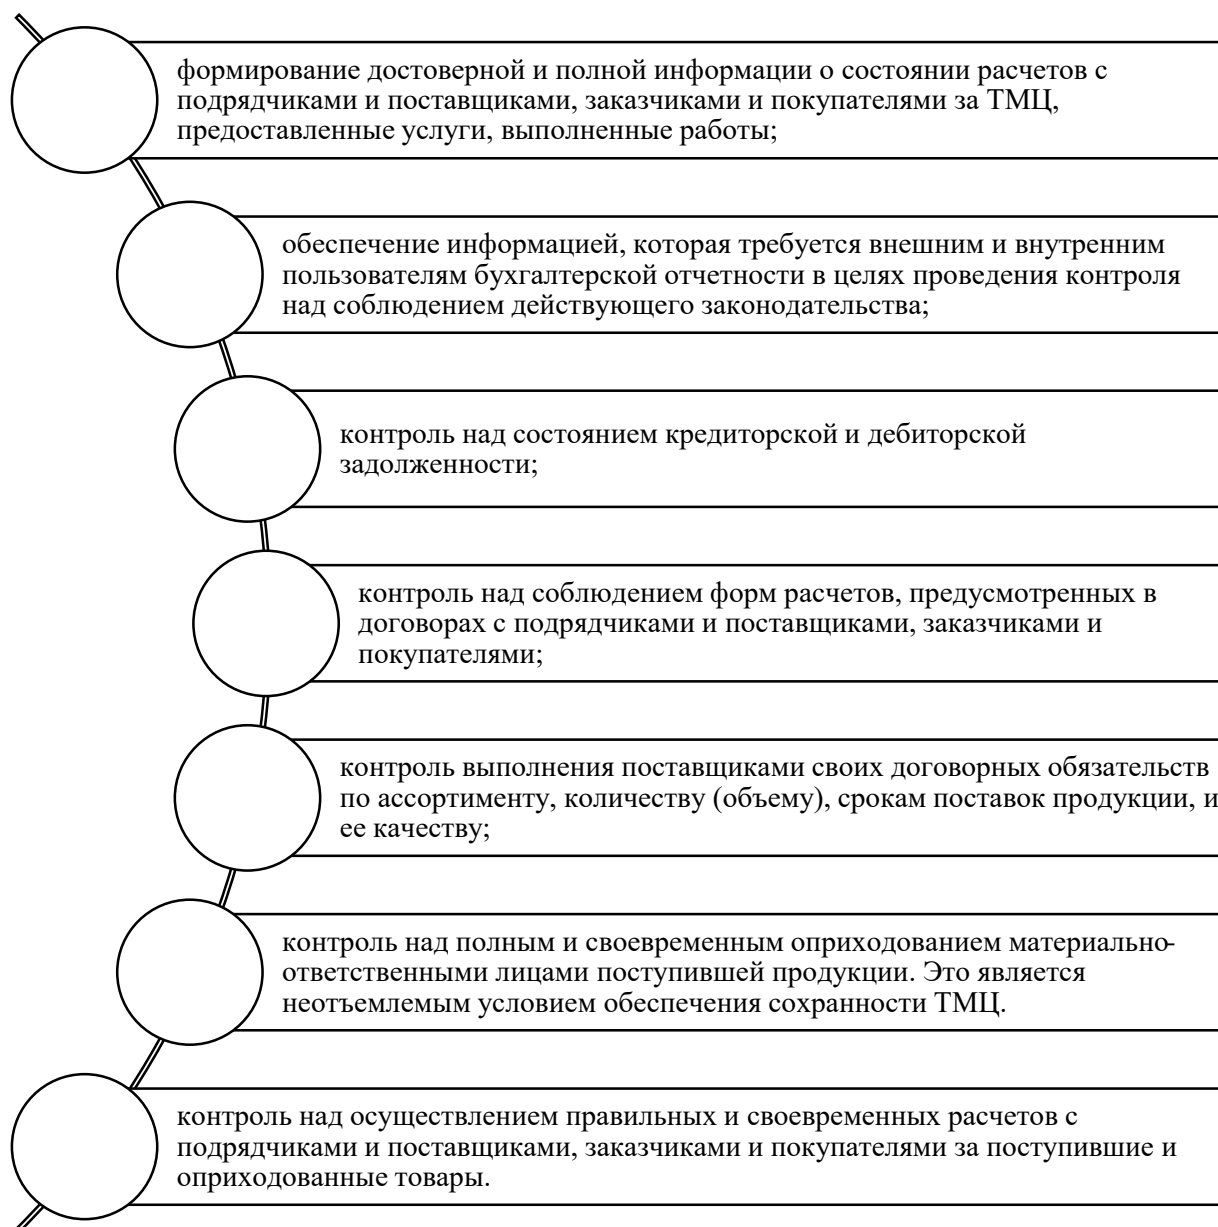 формирование достоверной и полной информации о состоянии расчетов с
подрядчиками и поставщиками, заказчиками и покупателями за ТМЦ,
предоставленные услуги, выполненные работы;
обеспечение информацией, которая требуется внешним и внутренним
пользователям бухгалтерской отчетности в целях проведения контроля
над соблюдением действующего законодательства;
контроль над состоянием кредиторской и дебиторской
задолженности;
контроль над соблюдением форм расчетов, предусмотренных в
договорах с подрядчиками и поставщиками, заказчиками и
покупателями;
контроль выполнения поставщиками своих договорных обязательств
по ассортименту, количеству (объему), срокам поставок продукции, и
ее качеству;
контроль над полным и своевременным оприходованием материально-
ответственными лицами поступившей продукции. Это является
неотъемлемым условием обеспечения сохранности ТМЦ.
контроль над осуществлением правильных и своевременных расчетов с
подрядчиками и поставщиками, заказчиками и покупателями за поступившие и
оприходованные товары.